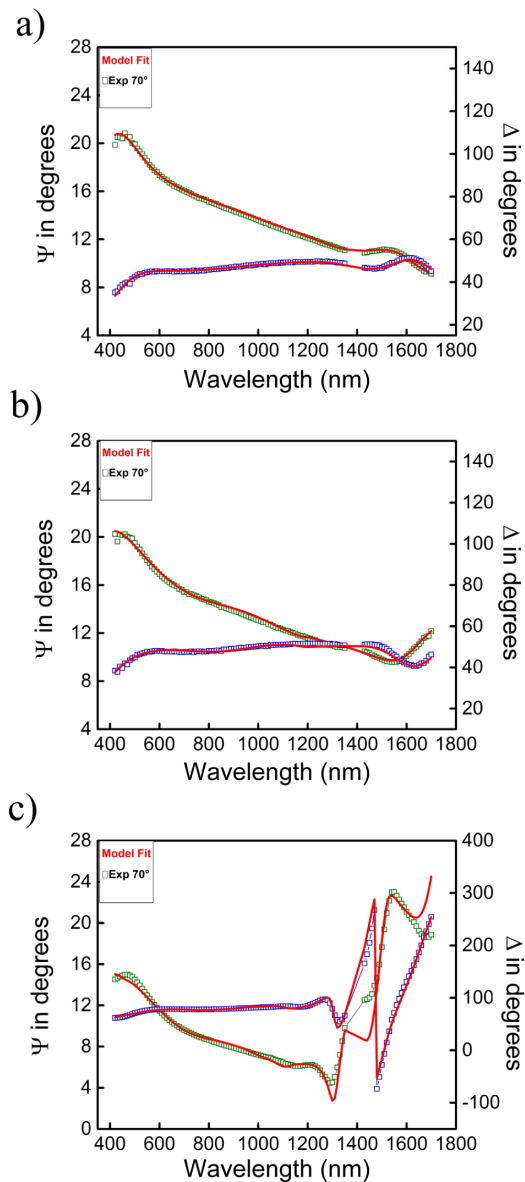 a)
28
24
20
16
12
8
4
Ψ in degrees
Model Fit
Exp 70°
140
120
100
80
60
40
20
Δ in degrees
400 600 800 1000 1200 1400 1600 1800
Wavelength (nm)
b)
28
24
20
16
12
8
4
Ψ in degrees
Model Fit
Exp 70°
140
120
100
80
60
40
20
Δ in degrees
400 600 800 1000 1200 1400 1600 1800
Wavelength (nm)
c)
28
24
20
16
12
8
4
0
Ψ in degrees
Model Fit
Exp 70°
400
300
200
100
0
-100
Δ in degrees
400 600 800 1000 1200 1400 1600 1800
Wavelength (nm)